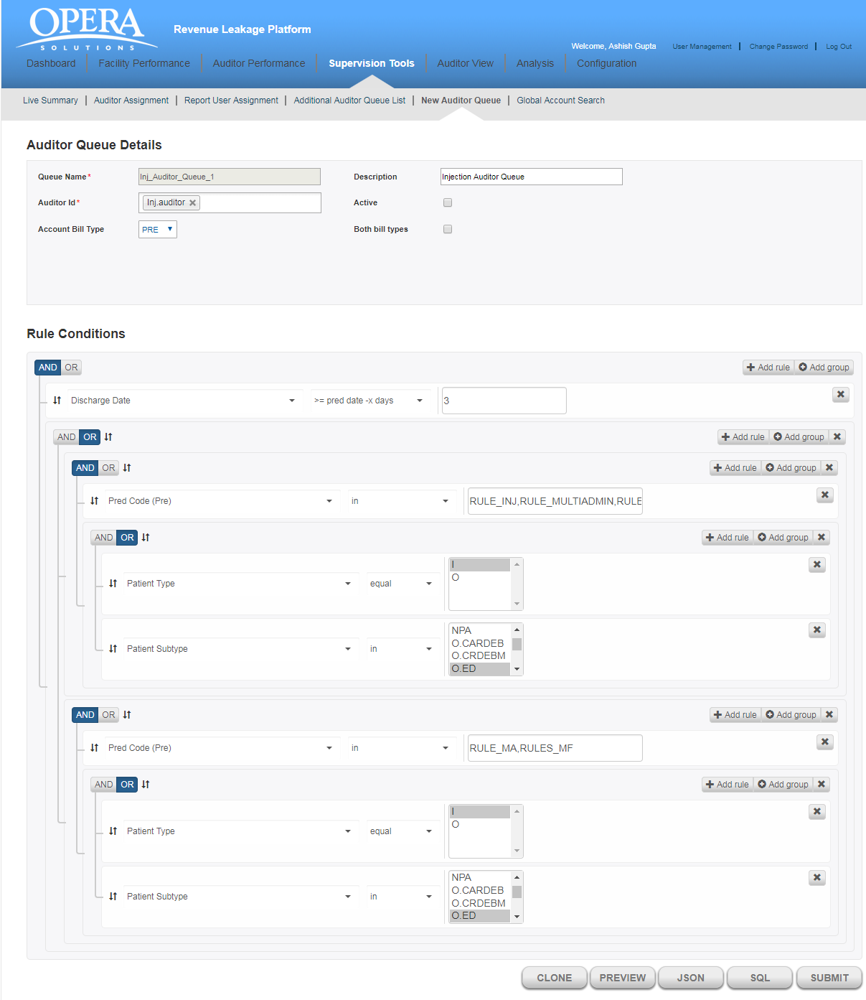 OPERA
SOLUTIONS
Revenue Leakage Platform
Welcome, Ashish Gupta User Management | Change Password | Log Out
Dashboard Facility Performance Auditor Performance Supervision Tools Auditor View Analysis Configuration
Live Summary | Auditor Assignment | Report User Assignment | Additional Auditor Queue List | New Auditor Queue | Global Account Search
Auditor Queue Details
Queue Name* Inj_Auditor_Queue_1 Description Injection Auditor Queue
Auditor Id* Inj.auditor Active
Account Bill Type PRE Both bill types
Rule Conditions
AND OR Add rule Add group
Discharge Date >= pred date -x days 3
AND OR Add rule Add group
AND OR Add rule Add group
Pred Code (Pre) in RULE_INJ,RULE_MULTIADMIN,RULE
AND OR Add rule Add group
I
Patient Type equal
O
NPA
O.CARDEB
Patient Subtype in
O.CRDEBM
O.ED
AND OR Add rule Add group
Pred Code (Pre) in RULE_MA,RULES_MF
AND OR Add rule Add group
I
Patient Type equal
O
NPA
O.CARDEB
Patient Subtype in
O.CRDEBM
O.ED
CLONE PREVIEW JSON SQL SUBMIT